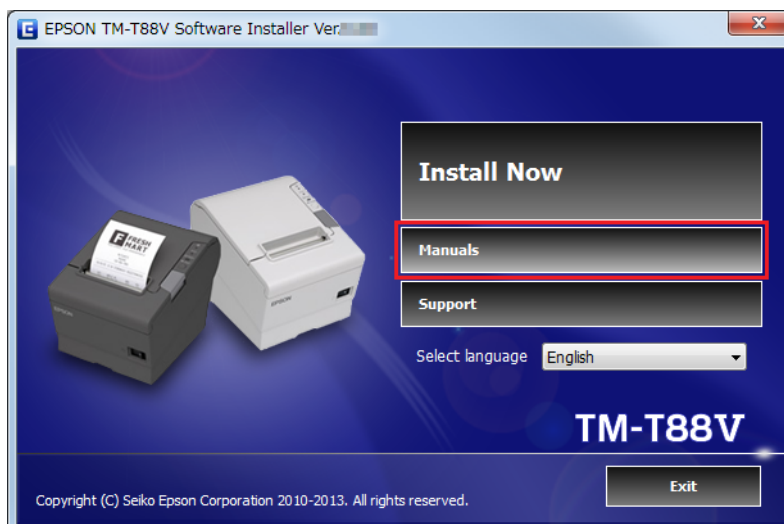 EPSON TM-T88V Software Installer Ver.
Install Now
Manuals
Support
Select language English
FRESH
MART
EPSON
EPSON
TM-T88V
Exit
Copyright (C) Seiko Epson Corporation 2010-2013. All rights reserved.